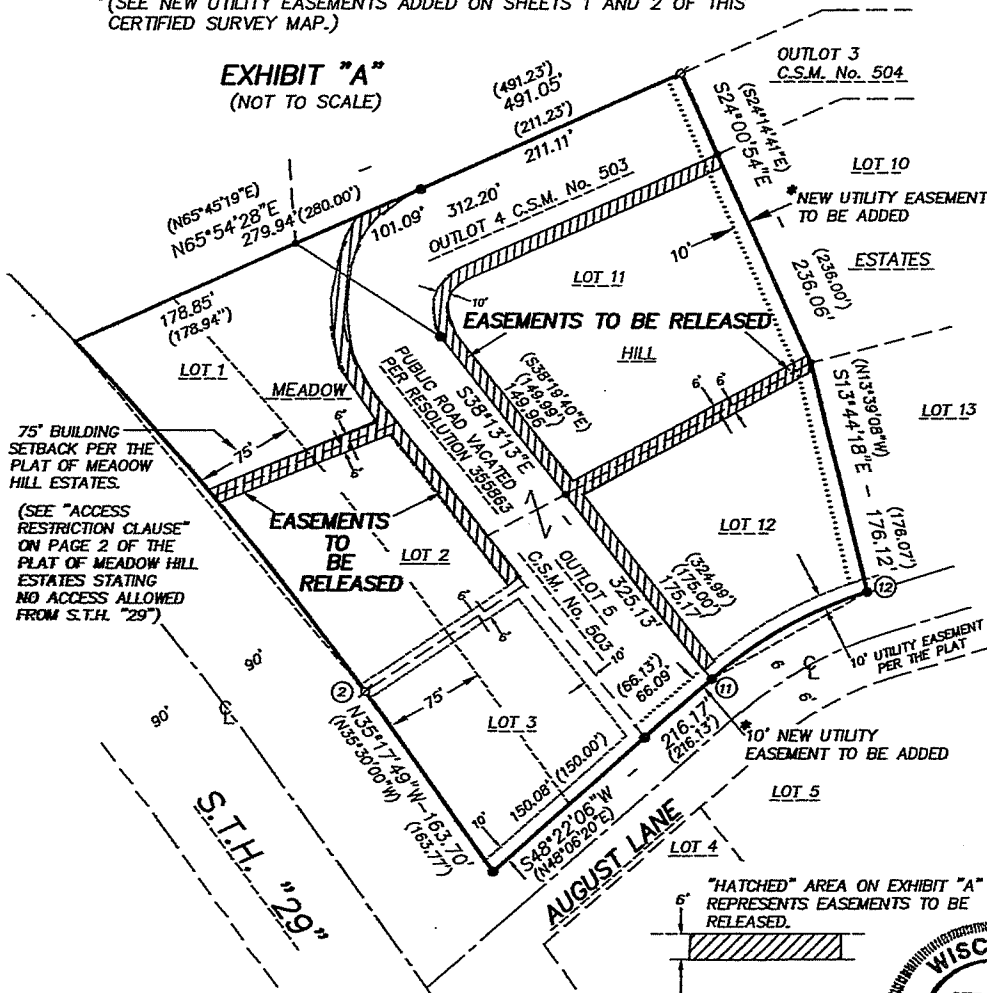 (SEE NEW UTILITY EASEMENTS ADDED ON SHEETS 1 AND 2 OF THIS
CERTIFIED SURVEY MAP.)
EXHIBIT "A"
(NOT TO SCALE)
OUTLOT 3
C.S.M. No. 504
(491.23')
491.05'
(211.23')
211.11'
(S24°14'41"E)
S24°00'54"E
LOT 10
*NEW UTILITY EASEMENT
TO BE ADDED
(N65°45'19"E)
N65°54'28"E
279.94'(280.00')
101.09'
312.20'
OUTLOT 4 C.S.M. No. 503
10'
ESTATES
(236.00')
236.06'
LOT 11
10'
178.85'
(178.94")
EASEMENTS TO BE RELEASED
HILL
LOT 1
MEADOW
PUBLIC ROAD VACATED
PER RESOLUTION 355863
S38°13'13"E
(S38°19'40"E)
(149.99')
149.96'
6'
6'
(N13°39'08"W)
S13°44'18"E - 176.12'
(176.07')
LOT 13
75' BUILDING
SETBACK PER THE
PLAT OF MEADOW
HILL ESTATES.
75'
6'
6'
(SEE "ACCESS
RESTRICTION CLAUSE"
ON PAGE 2 OF THE
PLAT OF MEADOW HILL
ESTATES STATING
NO ACCESS ALLOWED
FROM S.T.H. "29")
EASEMENTS
TO
BE
RELEASED
LOT 2
LOT 12
OUTLOT 5
C.S.M. No. 503
325.13'
(324.99')
(175.00')
175.17'
6'
6'
10'
12
10' UTILITY EASEMENT
PER THE PLAT
90'
90'
CL
2
75'
LOT 3
(66.13')
66.09'
11
6'
CL
6'
*10' NEW UTILITY
EASEMENT TO BE ADDED
N35°17'49"W-163.70'
(N35°30'00"W)
(163.77')
10'
150.08'(150.00')
216.17'
(216.13')
S48°22'06"W
(N48°06'20"E)
LOT 5
S.T.H. "29"
AUGUST LANE
LOT 4
"HATCHED" AREA ON EXHIBIT "A"
REPRESENTS EASEMENTS TO BE
RELEASED.
6'